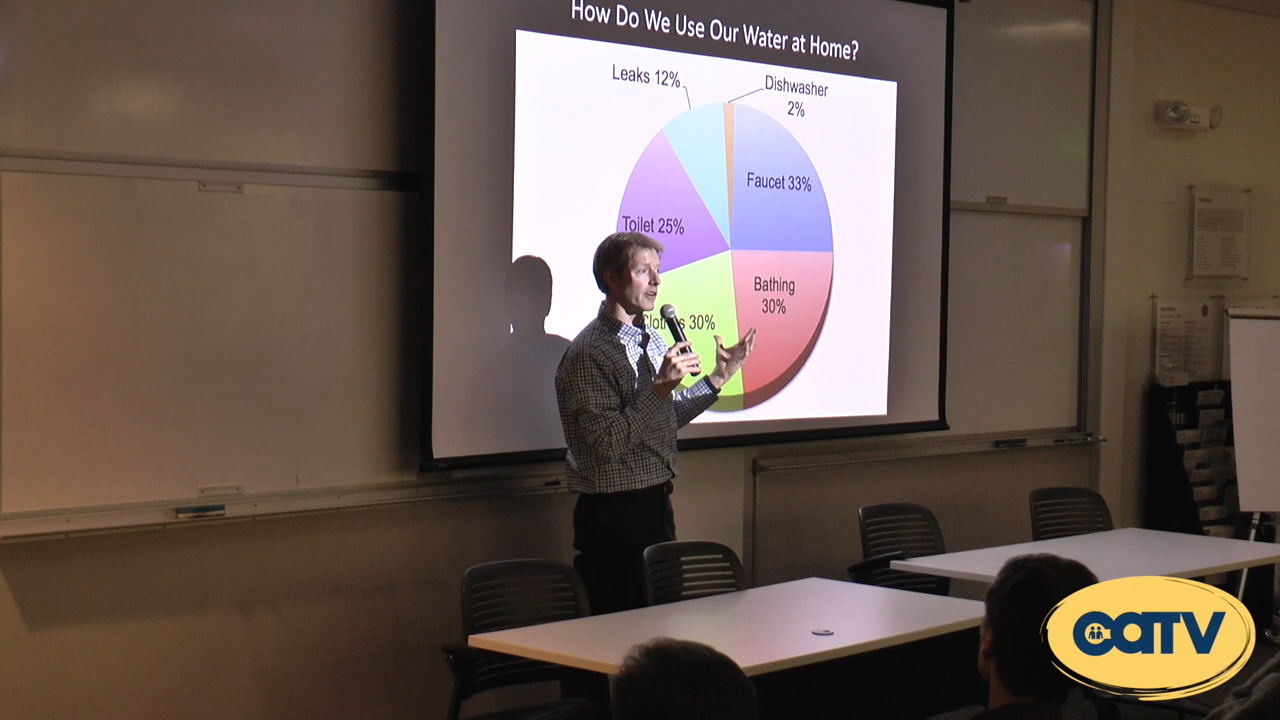 How Do We Use Our Water at Home?
Leaks 12%
Dishwasher
2%
Faucet 33%
Toilet 25%
Bathing
30%
Clothes 30%
CATV